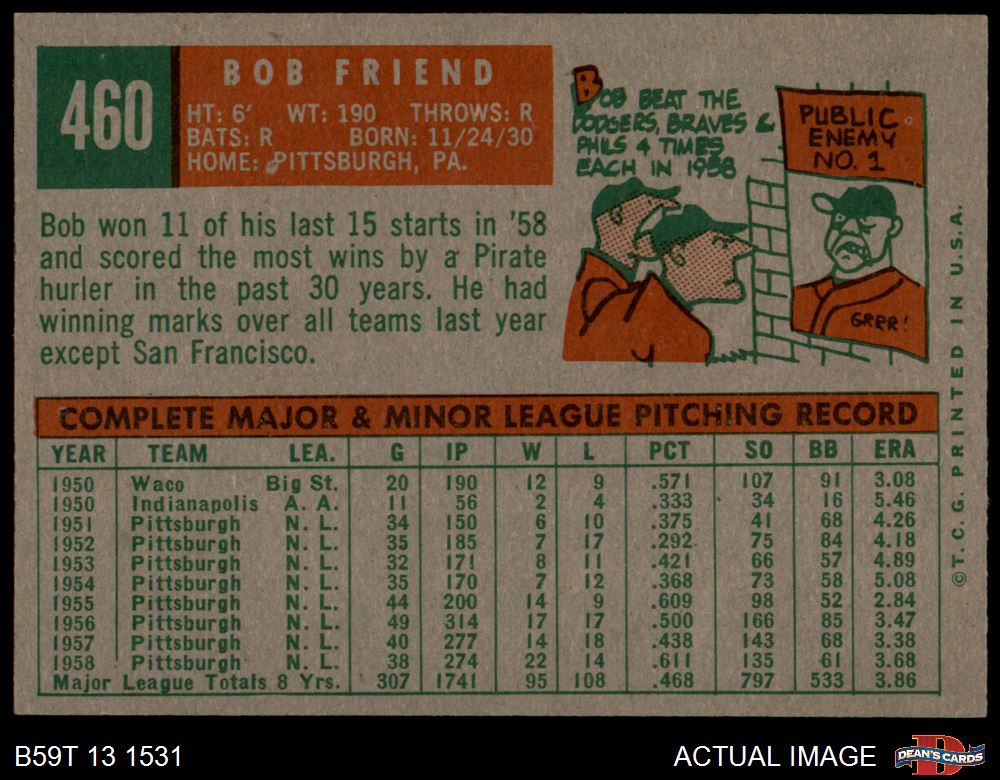 460
BOB FRIEND
HT: 6' WT: 190 THROWS: R
BATS: R BORN: 11/24/30
HOME: PITTSBURGH, PA.
BOB BEAT THE
DODGERS, BRAVES &
PHILS 4 TIMES
EACH IN 1958
PUBLIC
ENEMY
NO. 1
GRRR!
Bob won 11 of his last 15 starts in '58
and scored the most wins by a Pirate
hurler in the past 30 years. He had
winning marks over all teams last year
except San Francisco.
COMPLETE MAJOR & MINOR LEAGUE PITCHING RECORD
YEAR TEAM LEA. G IP W L PCT SO BB ERA
1950 Waco Big St. 20 190 12 9 .571 107 91 3.08
1950 Indianapolis A. A. 11 56 2 4 .333 34 16 5.46
1951 Pittsburgh N. L. 34 150 6 10 .375 41 68 4.26
1952 Pittsburgh N. L. 35 185 7 17 .292 75 84 4.18
1953 Pittsburgh N. L. 32 171 8 11 .421 66 57 4.89
1954 Pittsburgh N. L. 35 170 7 12 .368 73 58 5.08
1955 Pittsburgh N. L. 44 200 14 9 .609 98 52 2.84
1956 Pittsburgh N. L. 49 314 17 17 .500 166 85 3.47
1957 Pittsburgh N. L. 40 277 14 18 .438 143 68 3.38
1958 Pittsburgh N. L. 38 274 22 14 .611 135 61 3.68
Major League Totals 8 Yrs. 307 1741 95 108 .468 797 533 3.86
© T. C. G. PRINTED IN U.S.A.
B59T 13 1531
ACTUAL IMAGE
D
DEAN'S CARDS